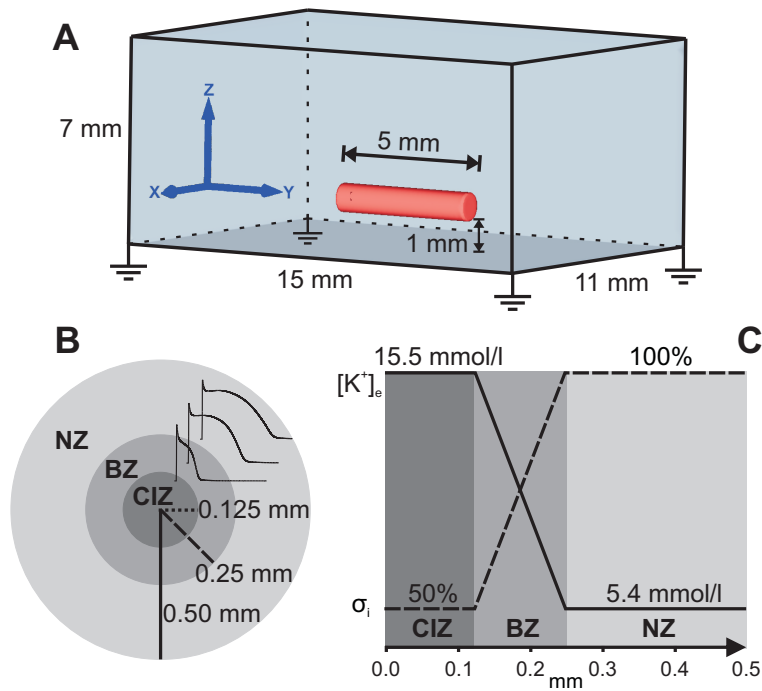 A
7 mm
Z
X
Y
5 mm
1 mm
15 mm
11 mm
B
NZ
BZ
CIZ
0.125 mm
0.25 mm
0.50 mm
C
15.5 mmol/l
100%
[K⁺]ₑ
50%
5.4 mmol/l
σᵢ
CIZ
BZ
NZ
0.0
0.1
0.2
0.3
0.4
0.5
mm